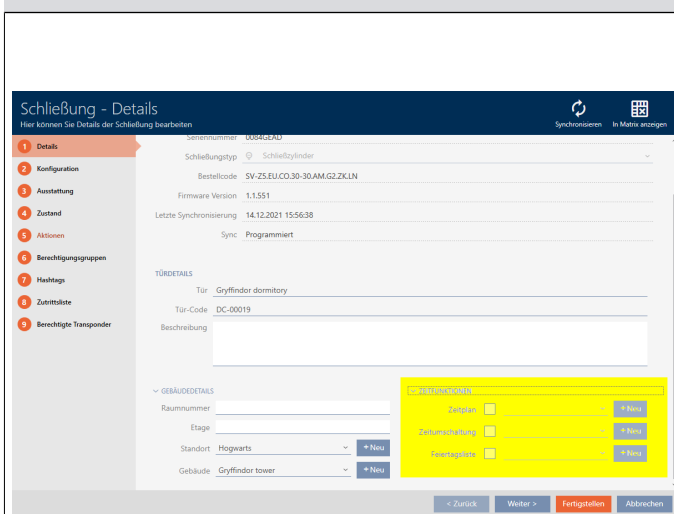 Schließung - Details
Hier können Sie Details der Schließung bearbeiten
Synchronisieren
In Matrix anzeigen
1 Details
2 Konfiguration
3 Ausstattung
4 Zustand
5 Aktionen
6 Berechtigungsgruppen
7 Hashtags
8 Zutrittsliste
9 Berechtigte Transponder
Seriennummer 0084GEAD
Schließungstyp Schließzylinder
Bestellcode SV-Z5.EU.CO.30-30.AM.G2.ZK.LN
Firmware Version 1.1.551
Letzte Synchronisierung 14.12.2021 15:56:38
Sync Programmiert
TÜRDETAILS
Tür Gryffindor dormitory
Tür-Code DC-00019
Beschreibung
GEBÄUDEDETAILS
Raumnummer
Etage
Standort Hogwarts + Neu
Gebäude Gryffindor tower + Neu
ZEITFUNKTIONEN
Zeitplan + Neu
Zeitumschaltung + Neu
Feiertagsliste + Neu
< Zurück
Weiter >
Fertigstellen
Abbrechen